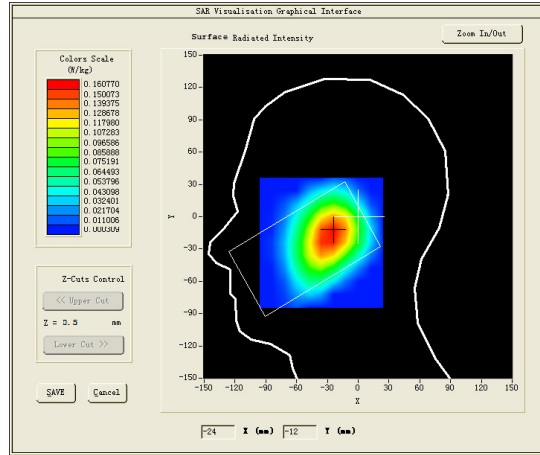 SAR Visualisation Graphical Interface
Surface Radiated Intensity
Zoom In/Out
Colors Scale
(W/kg)
0.160770
0.150073
0.139375
0.128678
0.117980
0.107283
0.096586
0.085888
0.075191
0.064493
0.053796
0.043098
0.032401
0.021704
0.011006
0.000309
150
120
90
60
30
0
-30
-60
-90
-120
-150
Y
-150 -120 -90 -60 -30 0 30 60 90 120 150
X
Z-Cuts Control
<< Upper Cut
Z = 0.5 mm
Lower Cut >>
SAVE Cancel
-24 X (mm) -12 Y (mm)